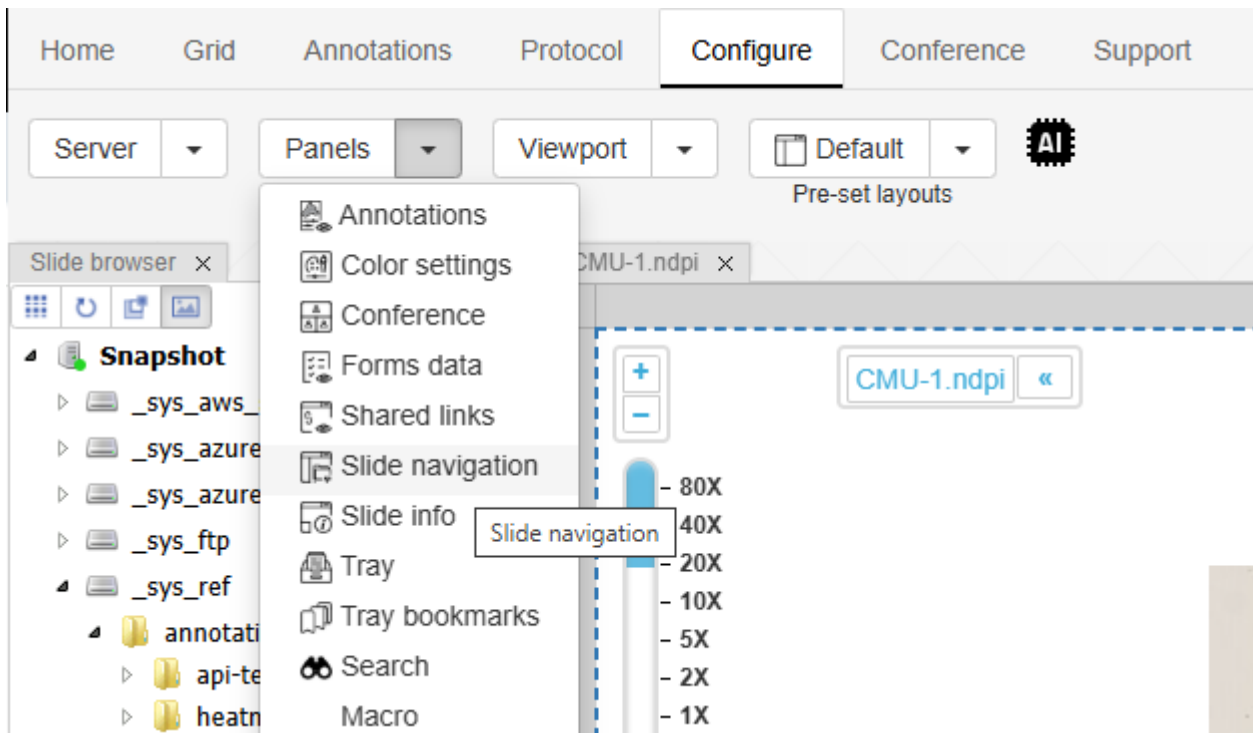 Home Grid Annotations Protocol Configure Conference Support
Server Panels Viewport Default AI
Pre-set layouts
Annotations
Color settings
Conference
Forms data
Shared links
Slide navigation
Slide info
Slide navigation
Tray
Tray bookmarks
Search
Macro
Slide browser
CMU-1.ndpi
Snapshot
_sys_aws_
_sys_azure
_sys_azure
_sys_ftp
_sys_ref
annotati
api-te
heatm
+
−
CMU-1.ndpi «
80X
40X
20X
10X
5X
2X
1X